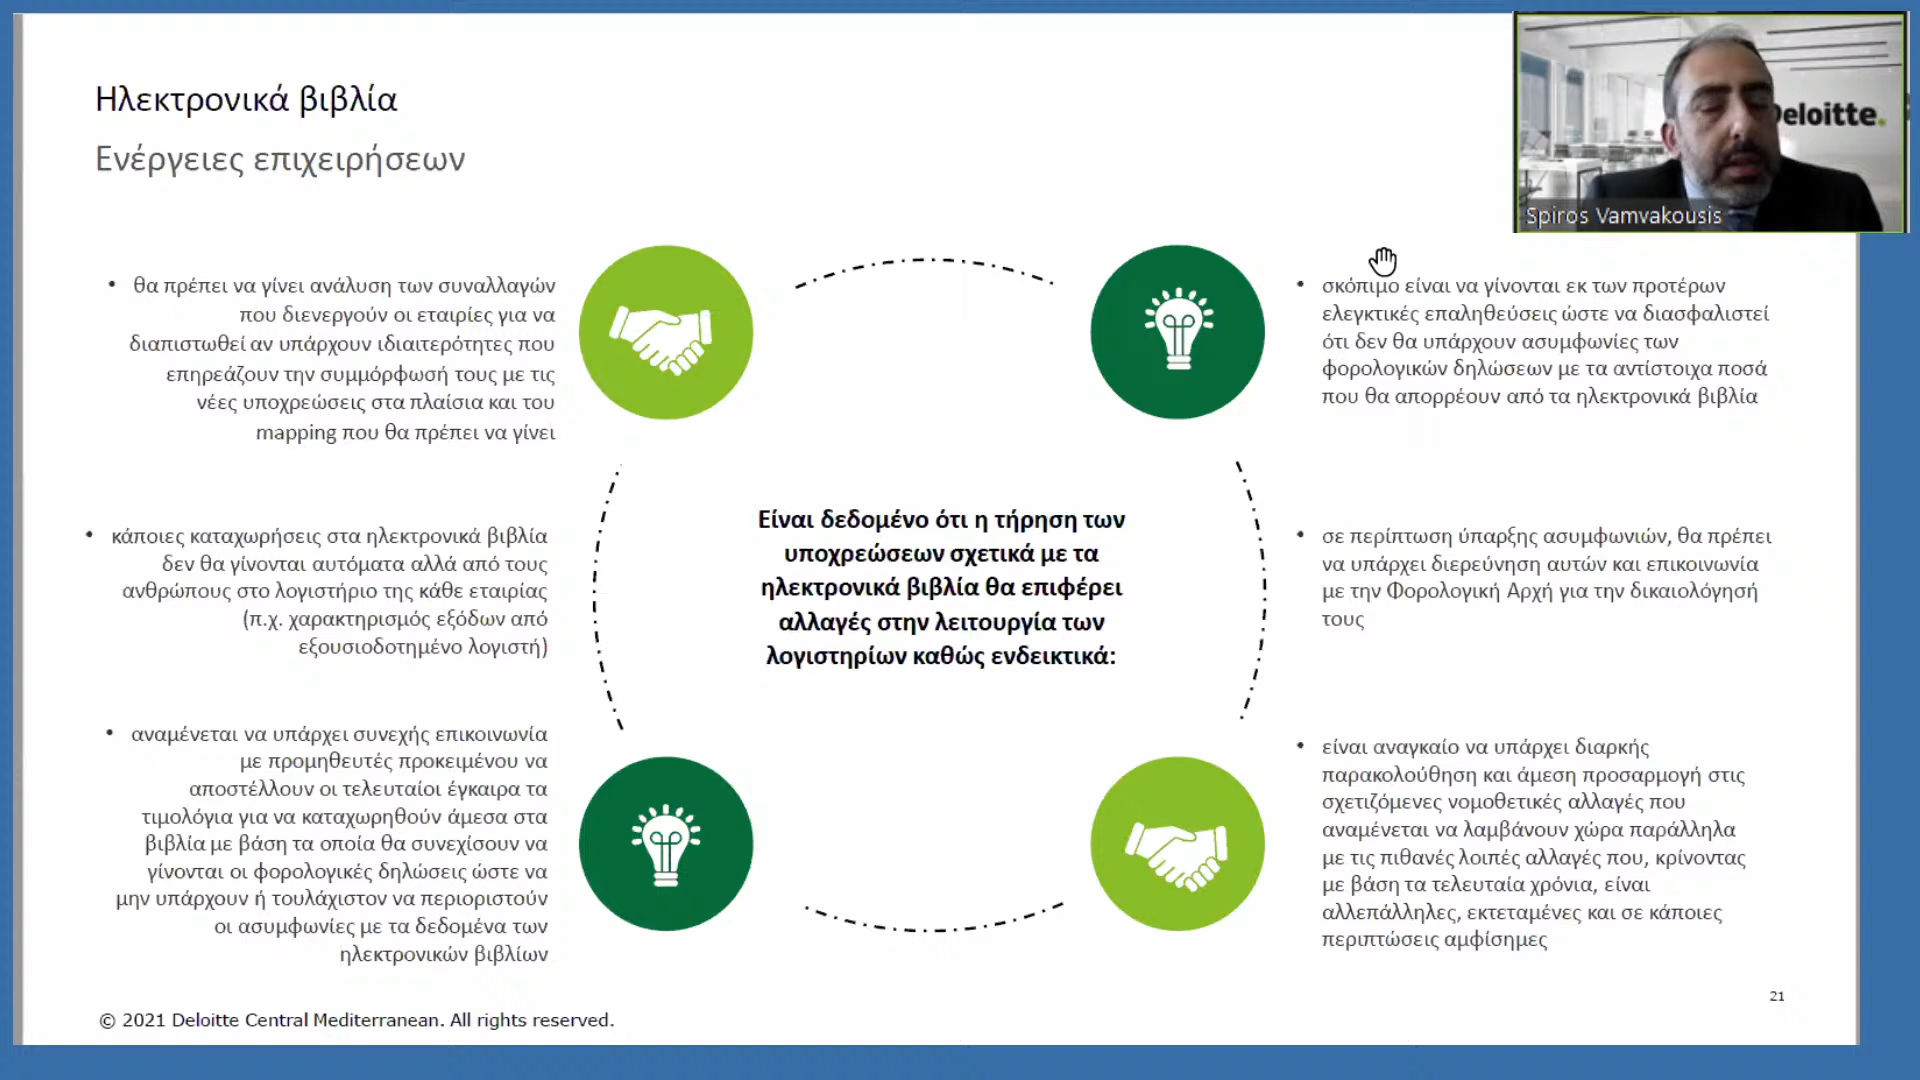 Ηλεκτρονικά βιβλία
Ενέργειες επιχειρήσεων
eloitte.
Spiros Vamvakousis
• θα πρέπει να γίνει ανάλυση των συναλλαγών
που διενεργούν οι εταιρίες για να
διαπιστωθεί αν υπάρχουν ιδιαιτερότητες που
επηρεάζουν την συμμόρφωσή τους με τις
νέες υποχρεώσεις στα πλαίσια και του
mapping που θα πρέπει να γίνει
• κάποιες καταχωρήσεις στα ηλεκτρονικά βιβλία
δεν θα γίνονται αυτόματα αλλά από τους
ανθρώπους στο λογιστήριο της κάθε εταιρίας
(π.χ. χαρακτηρισμός εξόδων από
εξουσιοδοτημένο λογιστή)
• αναμένεται να υπάρχει συνεχής επικοινωνία
με προμηθευτές προκειμένου να
αποστέλλουν οι τελευταίοι έγκαιρα τα
τιμολόγια για να καταχωρηθούν άμεσα στα
βιβλία με βάση τα οποία θα συνεχίσουν να
γίνονται οι φορολογικές δηλώσεις ώστε να
μην υπάρχουν ή τουλάχιστον να περιοριστούν
οι ασυμφωνίες με τα δεδομένα των
ηλεκτρονικών βιβλίων
Είναι δεδομένο ότι η τήρηση των
υποχρεώσεων σχετικά με τα
ηλεκτρονικά βιβλία θα επιφέρει
αλλαγές στην λειτουργία των
λογιστηρίων καθώς ενδεικτικά:
• σκόπιμο είναι να γίνονται εκ των προτέρων
ελεγκτικές επαληθεύσεις ώστε να διασφαλιστεί
ότι δεν θα υπάρχουν ασυμφωνίες των
φορολογικών δηλώσεων με τα αντίστοιχα ποσά
που θα απορρέουν από τα ηλεκτρονικά βιβλία
• σε περίπτωση ύπαρξης ασυμφωνιών, θα πρέπει
να υπάρχει διερεύνηση αυτών και επικοινωνία
με την Φορολογική Αρχή για την δικαιολόγησή
τους
• είναι αναγκαίο να υπάρχει διαρκής
παρακολούθηση και άμεση προσαρμογή στις
σχετιζόμενες νομοθετικές αλλαγές που
αναμένεται να λαμβάνουν χώρα παράλληλα
με τις πιθανές λοιπές αλλαγές που, κρίνοντας
με βάση τα τελευταία χρόνια, είναι
αλλεπάλληλες, εκτεταμένες και σε κάποιες
περιπτώσεις αμφίσημες
21
© 2021 Deloitte Central Mediterranean. All rights reserved.